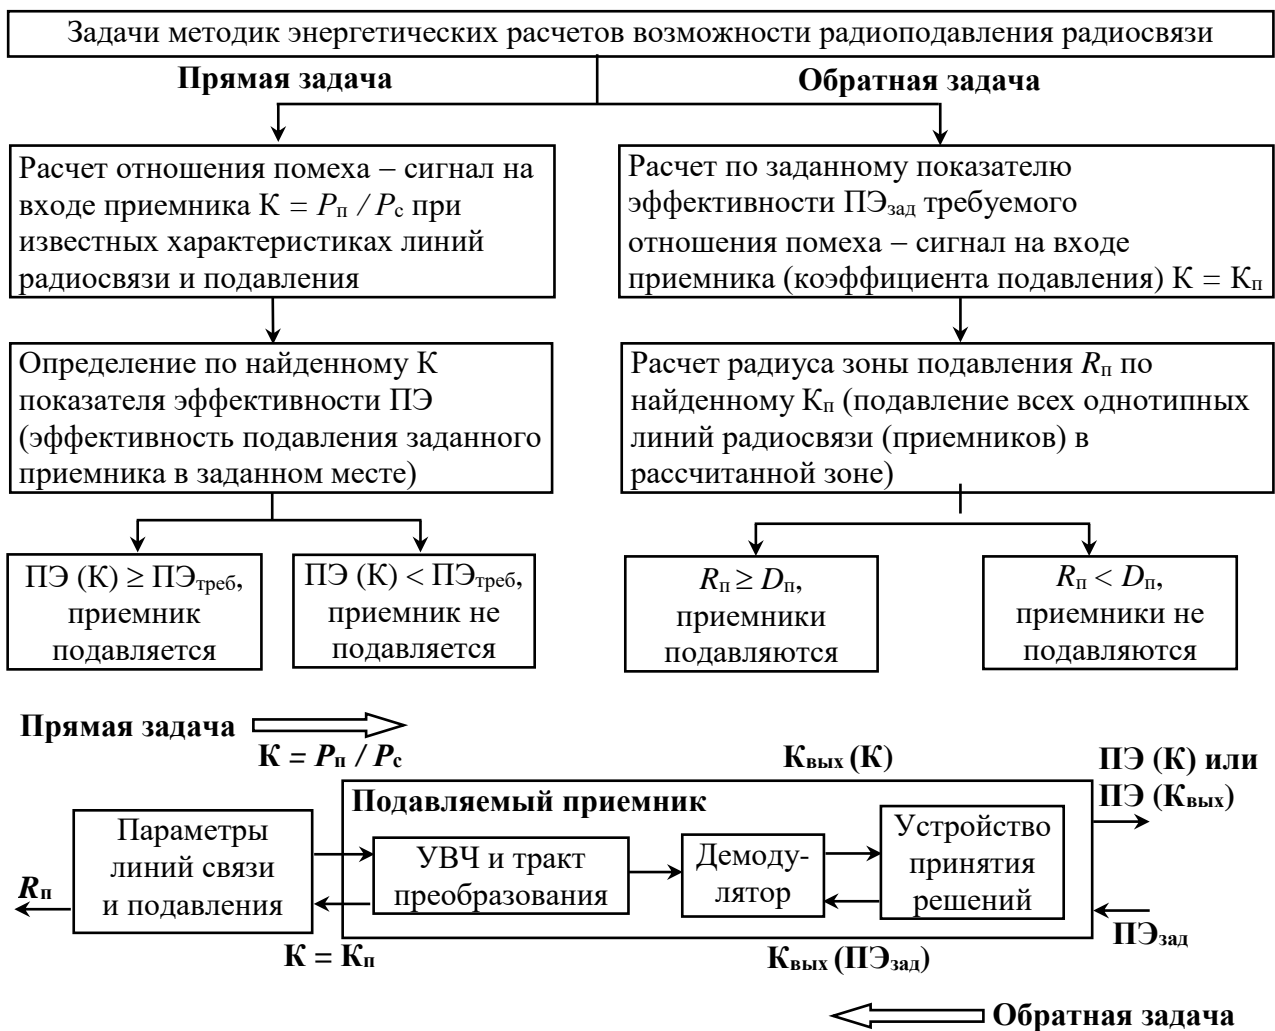 Задачи методик энергетических расчетов возможности радиоподавления радиосвязи
Прямая задача
Обратная задача
Расчет отношения помеха – сигнал на
входе приемника К = Pп / Pс при
известных характеристиках линий
радиосвязи и подавления
Расчет по заданному показателю
эффективности ПЭзад требуемого
отношения помеха – сигнал на входе
приемника (коэффициента подавления) К = Кп
Определение по найденному К
показателя эффективности ПЭ
(эффективность подавления заданного
приемника в заданном месте)
Расчет радиуса зоны подавления Rп по
найденному Кп (подавление всех однотипных
линий радиосвязи (приемников) в
рассчитанной зоне)
ПЭ (К) ≥ ПЭтреб,
приемник
подавляется
ПЭ (К) < ПЭтреб,
приемник не
подавляется
Rп ≥ Dп,
приемники
подавляются
Rп < Dп,
приемники не
подавляются
Прямая задача
К = Pп / Pс
Квых (К)
ПЭ (К) или
ПЭ (Квых)
Подавляемый приемник
Параметры
линий связи
и подавления
УВЧ и тракт
преобразования
Демоду-
лятор
Устройство
принятия
решений
Rп
К = Кп
Квых (ПЭзад)
ПЭзад
Обратная задача